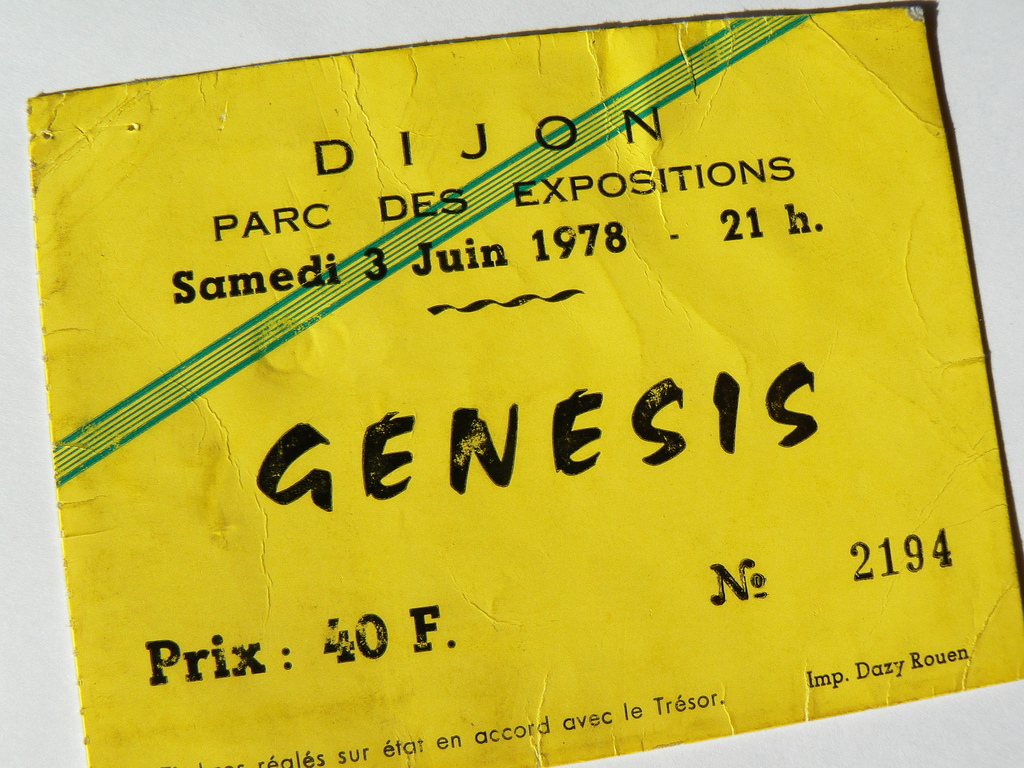 DIJON
PARC DES EXPOSITIONS
Samedi 3 Juin 1978 - 21 h.
GENESIS
Nº 2194
Prix : 40 F.
Imp. Dazy Rouen
réglés sur état en accord avec le Trésor.